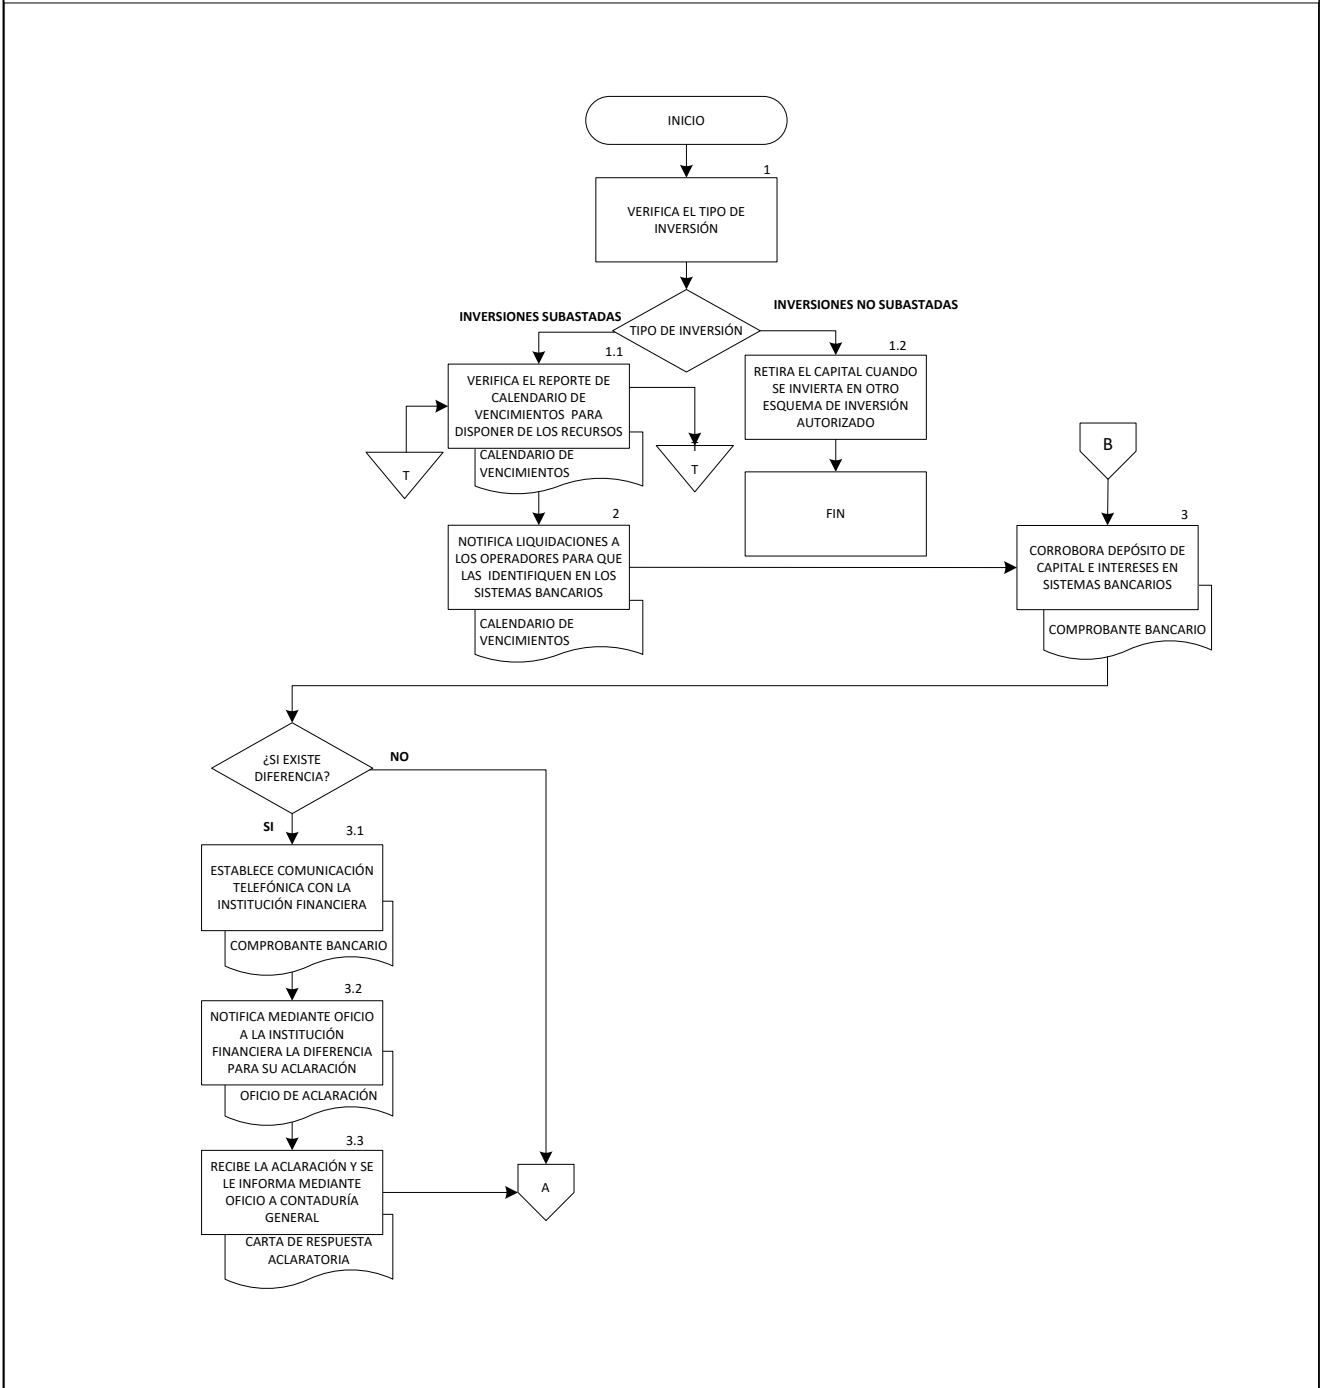 INICIO
1
VERIFICA EL TIPO DE
INVERSIÓN
INVERSIONES SUBASTADAS
TIPO DE INVERSIÓN
INVERSIONES NO SUBASTADAS
1.1
VERIFICA EL REPORTE DE
CALENDARIO DE
VENCIMIENTOS PARA
DISPONER DE LOS RECURSOS
CALENDARIO DE
VENCIMIENTOS
T
T
1.2
RETIRA EL CAPITAL CUANDO
SE INVIERTA EN OTRO
ESQUEMA DE INVERSIÓN
AUTORIZADO
FIN
B
2
NOTIFICA LIQUIDACIONES A
LOS OPERADORES PARA QUE
LAS IDENTIFIQUEN EN LOS
SISTEMAS BANCARIOS
CALENDARIO DE
VENCIMIENTOS
3
CORROBORA DEPÓSITO DE
CAPITAL E INTERESES EN
SISTEMAS BANCARIOS
COMPROBANTE BANCARIO
¿SI EXISTE
DIFERENCIA?
NO
SI
3.1
ESTABLECE COMUNICACIÓN
TELEFÓNICA CON LA
INSTITUCIÓN FINANCIERA
COMPROBANTE BANCARIO
3.2
NOTIFICA MEDIANTE OFICIO
A LA INSTITUCIÓN
FINANCIERA LA DIFERENCIA
PARA SU ACLARACIÓN
OFICIO DE ACLARACIÓN
3.3
RECIBE LA ACLARACIÓN Y SE
LE INFORMA MEDIANTE
OFICIO A CONTADURÍA
GENERAL
CARTA DE RESPUESTA
ACLARATORIA
A